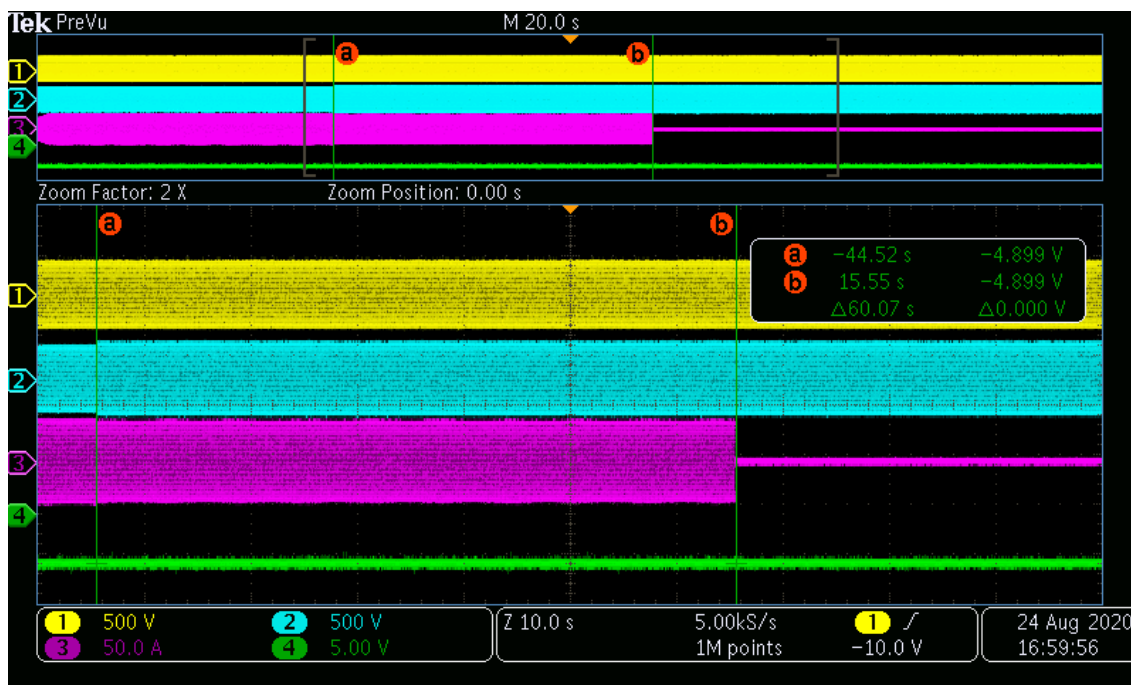 Tek PreVu M 20.0 s
a b
1
2
3
4
Zoom Factor: 2 X Zoom Position: 0.00 s
a b
a -44.52 s -4.899 V
b 15.55 s -4.899 V
△60.07 s △0.000 V
1
2
3
4
1 500 V 2 500 V Z 10.0 s 5.00kS/s 1 24 Aug 2020
3 50.0 A 4 5.00 V 1M points -10.0 V 16:59:56